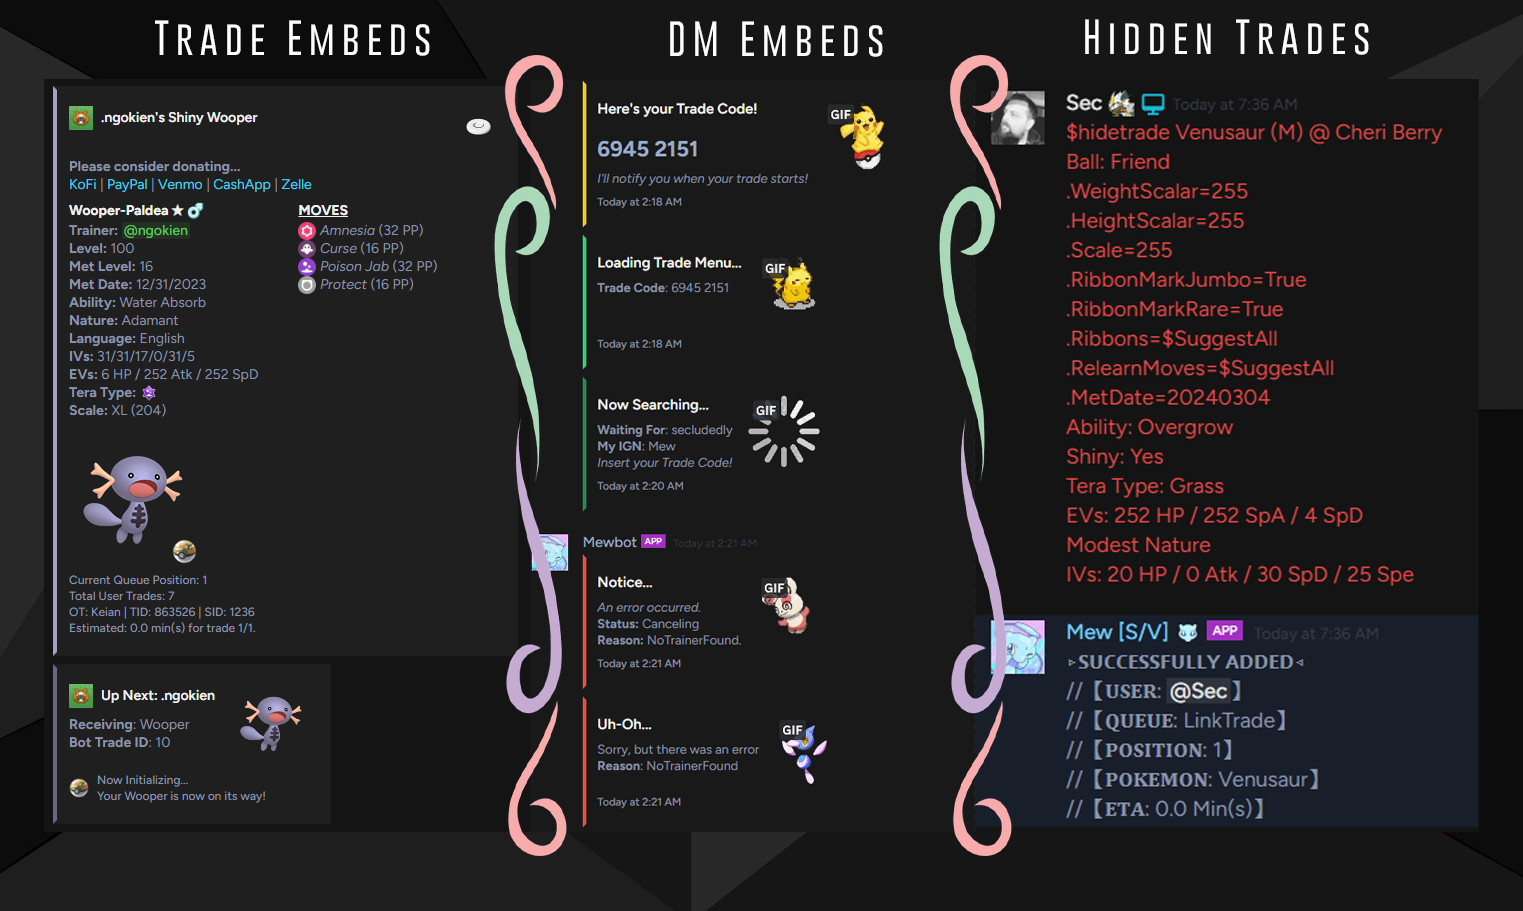 TRADE EMBEDS
.ngokien's Shiny Wooper
Please consider donating...
KoFi | PayPal | Venmo | CashApp | Zelle
Wooper-Paldea ★ ♂
Trainer: @ngokien
Level: 100
Met Level: 16
Met Date: 12/31/2023
Ability: Water Absorb
Nature: Adamant
Language: English
IVs: 31/31/17/0/31/5
EVs: 6 HP / 252 Atk / 252 SpD
Tera Type:
Scale: XL (204)
MOVES
Amnesia (32 PP)
Curse (16 PP)
Poison Jab (32 PP)
Protect (16 PP)
Current Queue Position: 1
Total User Trades: 7
OT: Keian | TID: 863526 | SID: 1236
Estimated: 0.0 min(s) for trade 1/1.
Up Next: .ngokien
Receiving: Wooper
Bot Trade ID: 10
Now Initializing...
Your Wooper is now on its way!
DM EMBEDS
Here's your Trade Code!
GIF
6945 2151
I'll notify you when your trade starts!
Today at 2:18 AM
Loading Trade Menu...
GIF
Trade Code: 6945 2151
Today at 2:18 AM
Now Searching...
GIF
Waiting For: secludedly
My IGN: Mew
Insert your Trade Code!
Today at 2:20 AM
Mewbot APP Today at 2:21 AM
Notice...
GIF
An error occurred.
Status: Canceling
Reason: NoTrainerFound.
Today at 2:21 AM
Uh-Oh...
GIF
Sorry, but there was an error
Reason: NoTrainerFound
Today at 2:21 AM
HIDDEN TRADES
Sec Today at 7:36 AM
$hidetrade Venusaur (M) @ Cheri Berry
Ball: Friend
.WeightScalar=255
.HeightScalar=255
.Scale=255
.RibbonMarkJumbo=True
.RibbonMarkRare=True
.Ribbons=$SuggestAll
.RelearnMoves=$SuggestAll
.MetDate=20240304
Ability: Overgrow
Shiny: Yes
Tera Type: Grass
EVs: 252 HP / 252 SpA / 4 SpD
Modest Nature
IVs: 20 HP / 0 Atk / 30 SpD / 25 Spe
Mew [S/V] APP Today at 7:36 AM
▹SUCCESSFULLY ADDED◃
//【USER: @Sec】
//【QUEUE: LinkTrade】
//【POSITION: 1】
//【POKEMON: Venusaur】
//【ETA: 0.0 Min(s)】